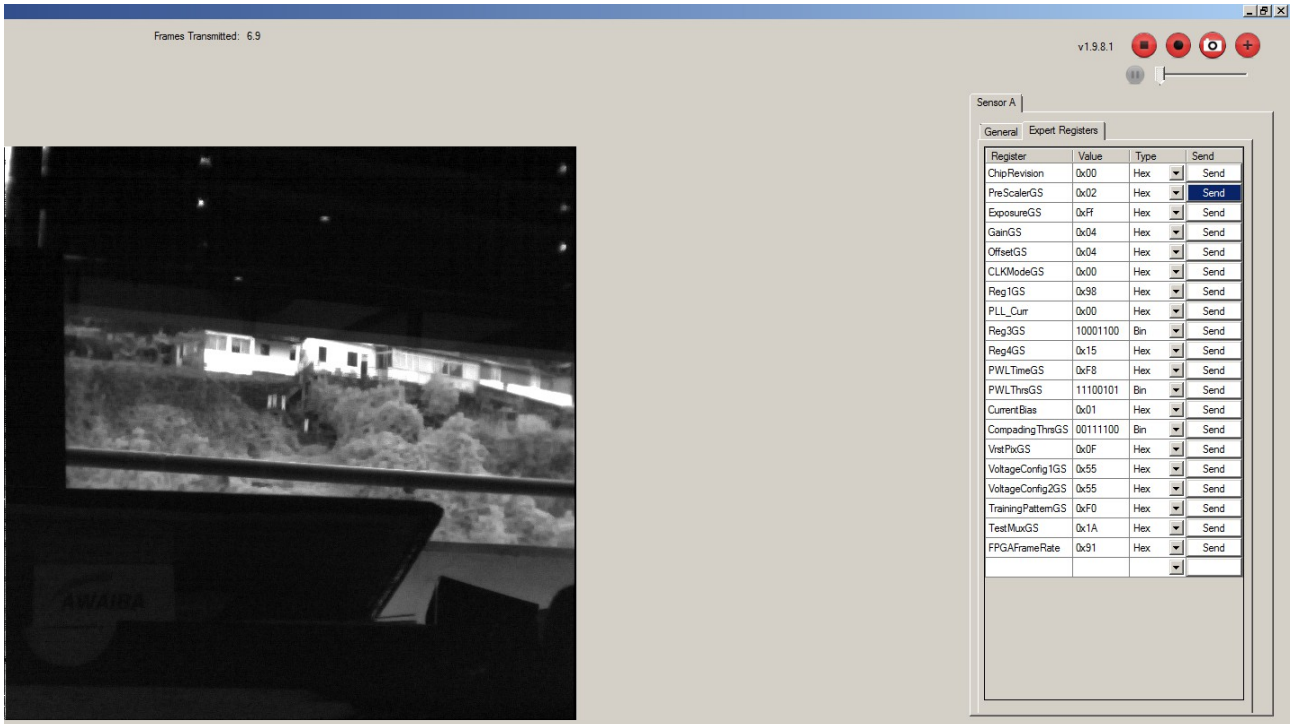 Frames Transmitted: 6.9
v1.9.8.1
Sensor A
General Expert Registers
Register Value Type Send
ChipRevision 0x00 Hex Send
PreScalerGS 0x02 Hex Send
ExposureGS 0xFf Hex Send
GainGS 0x04 Hex Send
OffsetGS 0x04 Hex Send
CLKModeGS 0x00 Hex Send
Reg1GS 0x98 Hex Send
PLL_Curr 0x00 Hex Send
Reg3GS 10001100 Bin Send
Reg4GS 0x15 Hex Send
PWLTimeGS 0xF8 Hex Send
PWLThrsGS 11100101 Bin Send
CurrentBias 0x01 Hex Send
CompadingThrsGS 00111100 Bin Send
VrstPixGS 0x0F Hex Send
VoltageConfig1GS 0x55 Hex Send
VoltageConfig2GS 0x55 Hex Send
TrainingPatternGS 0xF0 Hex Send
TestMuxGS 0x1A Hex Send
FPGAFrameRate 0x91 Hex Send
AWAIBA